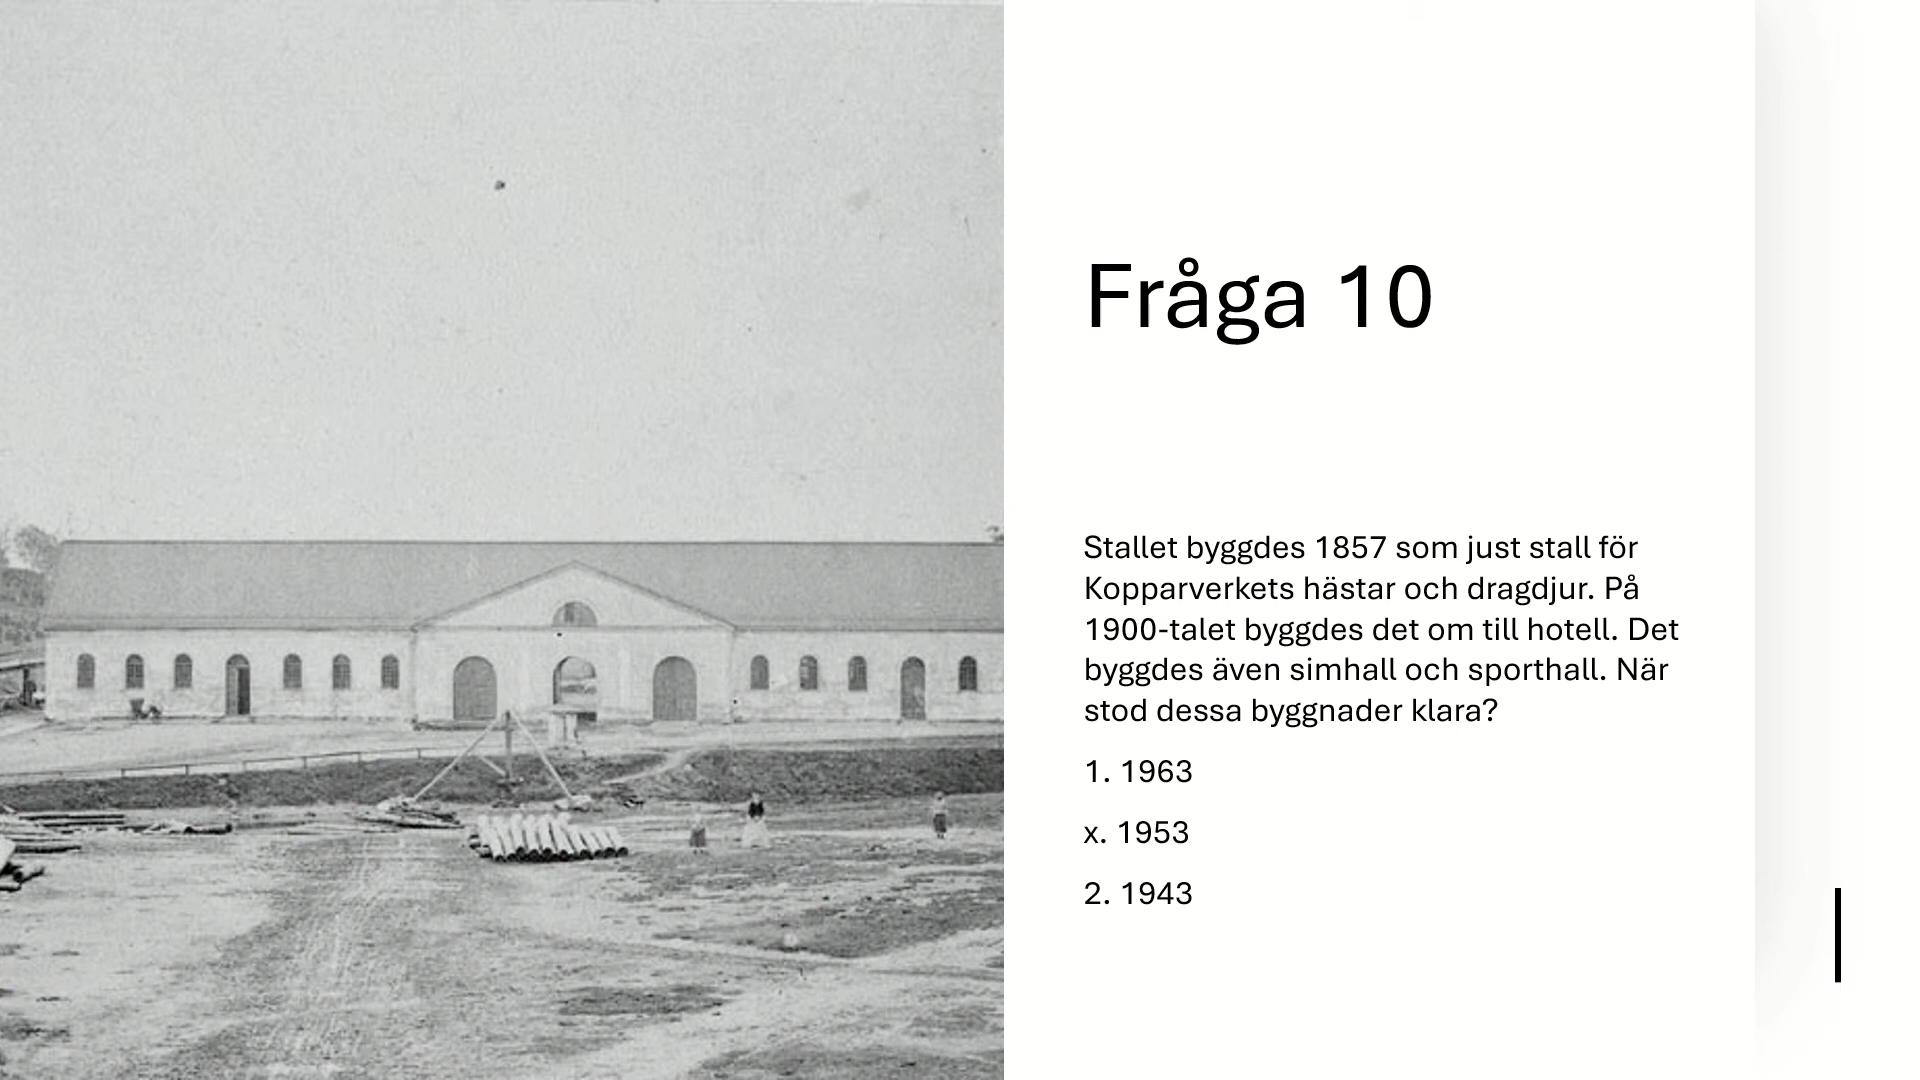 Fråga 10
Stallet byggdes 1857 som just stall för
Kopparverkets hästar och dragdjur. På
1900-talet byggdes det om till hotell. Det
byggdes även simhall och sporthall. När
stod dessa byggnader klara?
1. 1963
x. 1953
2. 1943